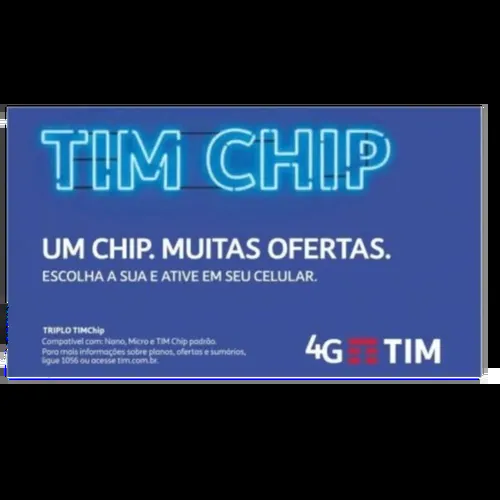 TIM CHIP
UM CHIP. MUITAS OFERTAS.
ESCOLHA A SUA E ATIVE EM SEU CELULAR.
TRIPLO TIMChip
Compatível com: Nano, Micro e TIM Chip padrão.
Para mais informações sobre planos, ofertas e sumários,
ligue 1056 ou acesse tim.com.br.
4G TIM